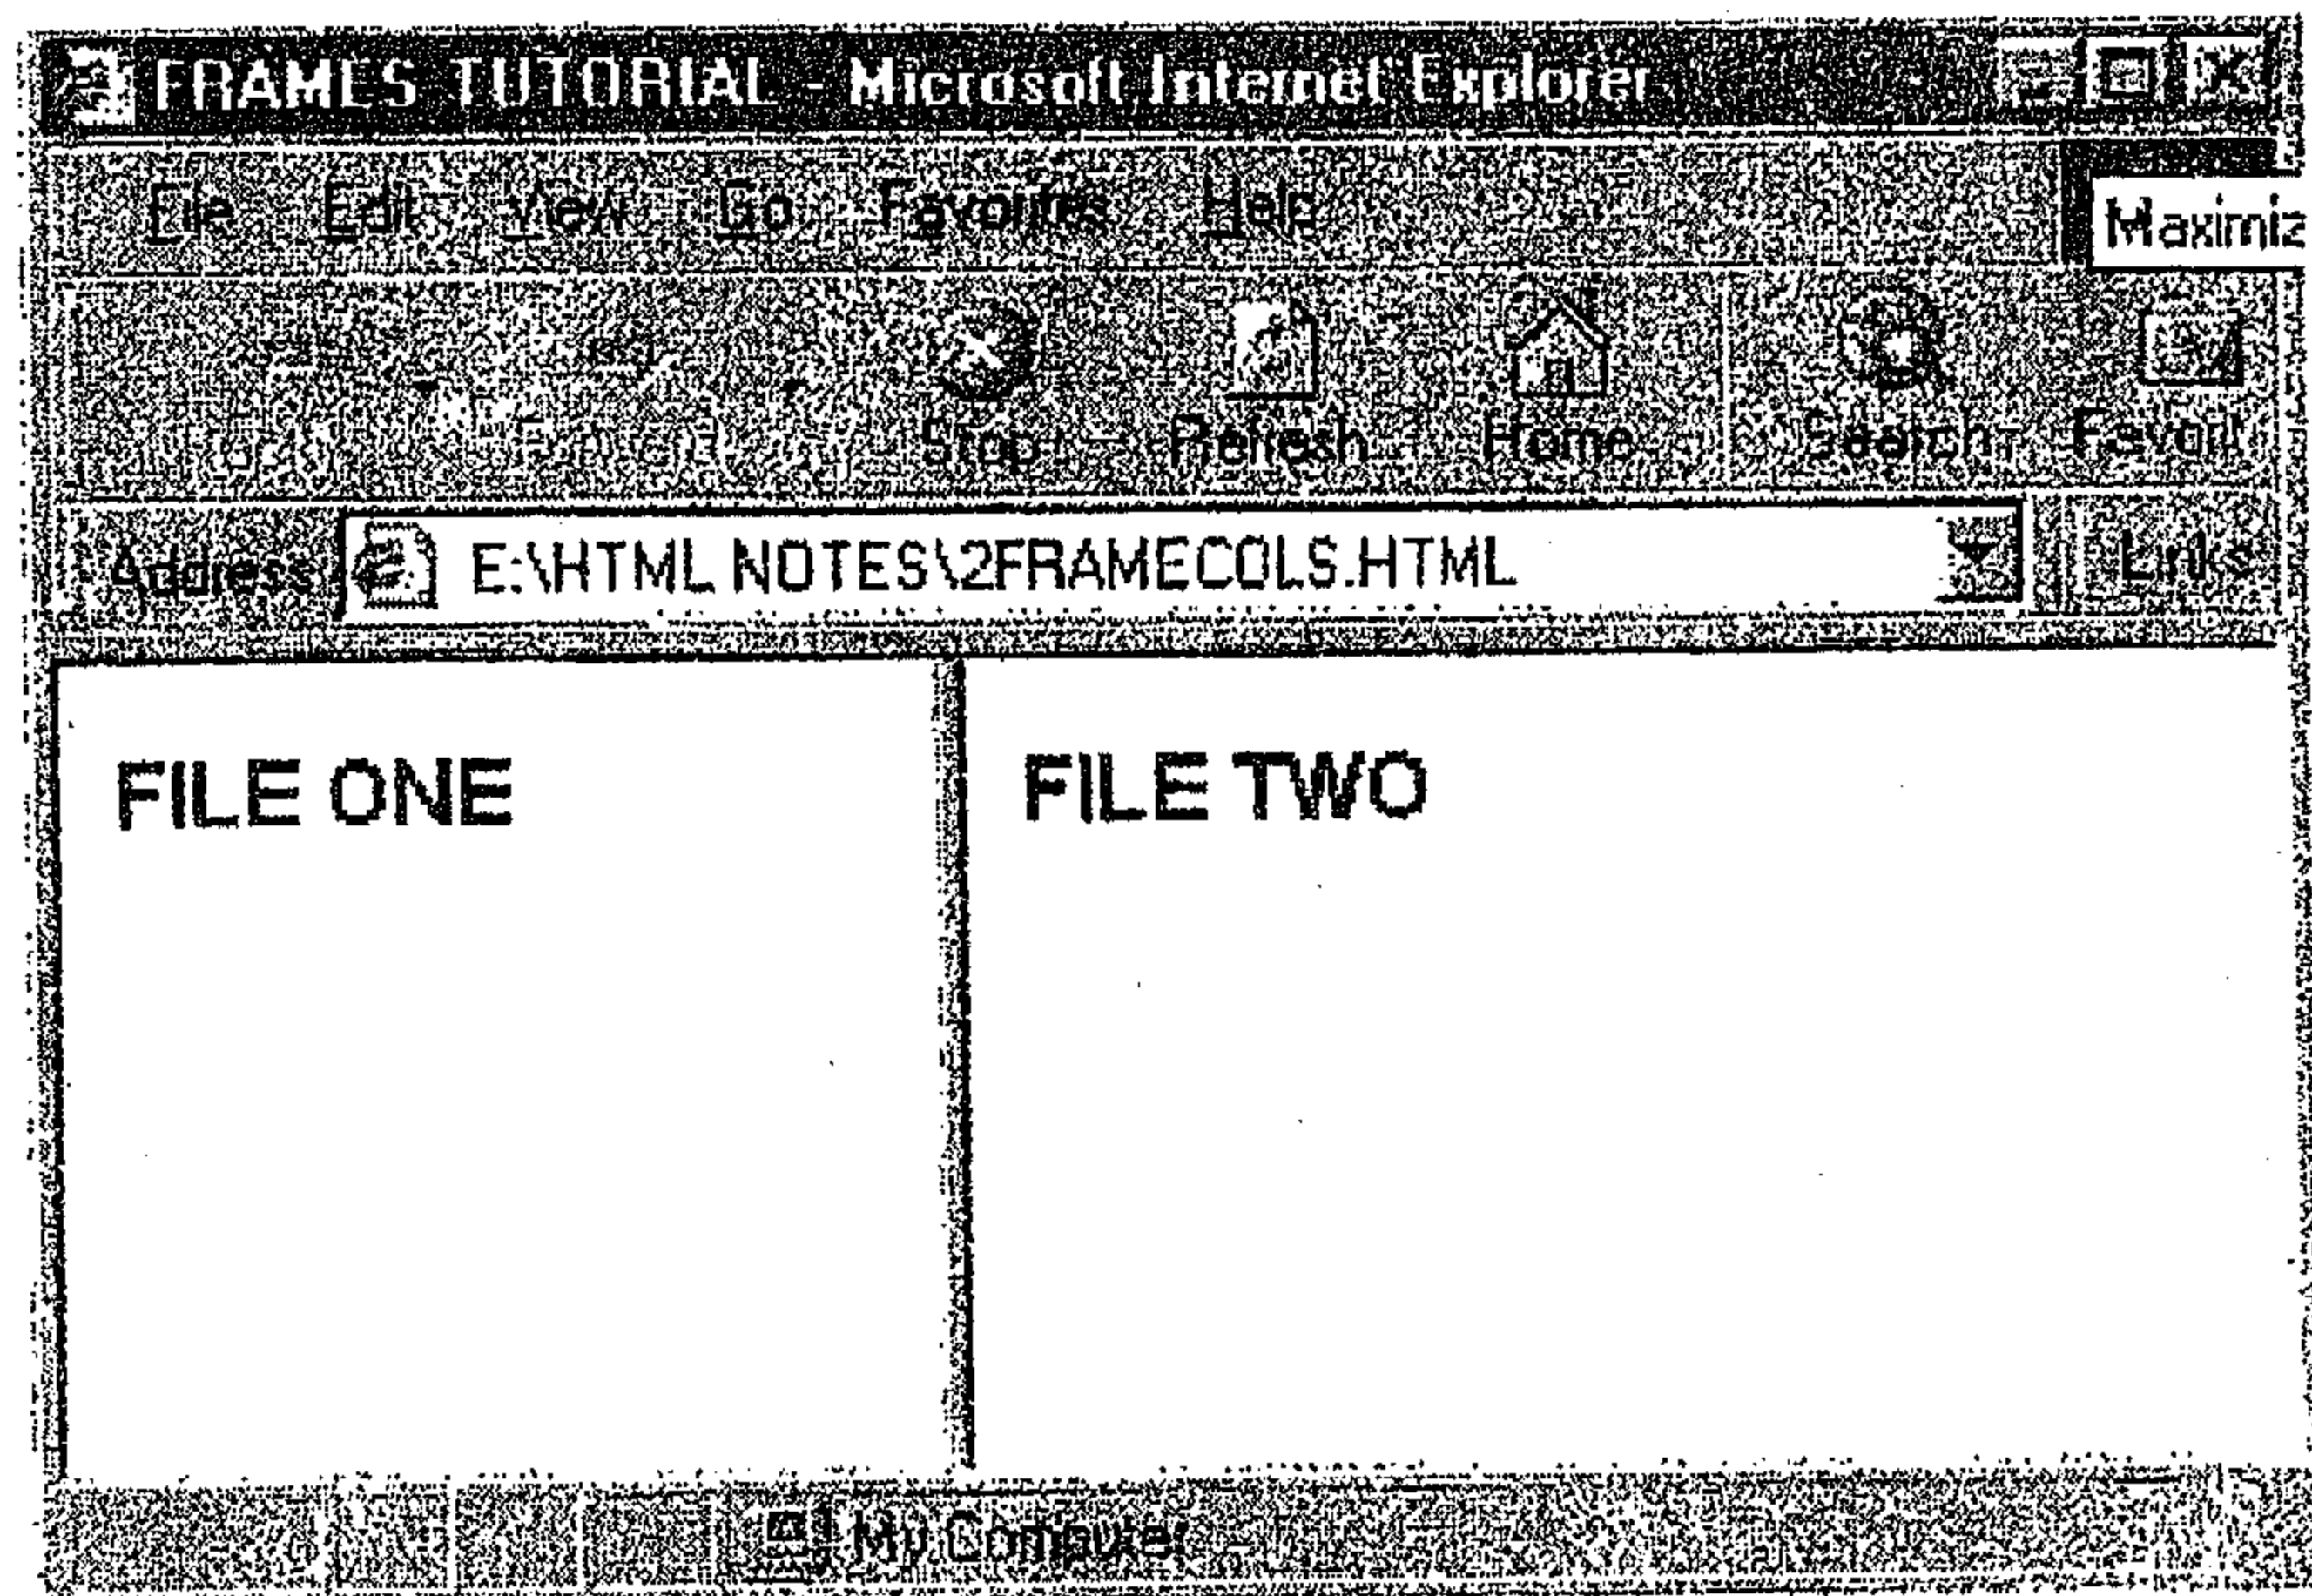 FRAMES TUTORIAL - Microsoft Internet Explorer
File Edit View Go Favorites Help
Maximiz
Stop Refresh Home Search Favorit
Address E:\HTML NOTES\2FRAMECOLS.HTML Links
FILE ONE
FILE TWO
My Computer